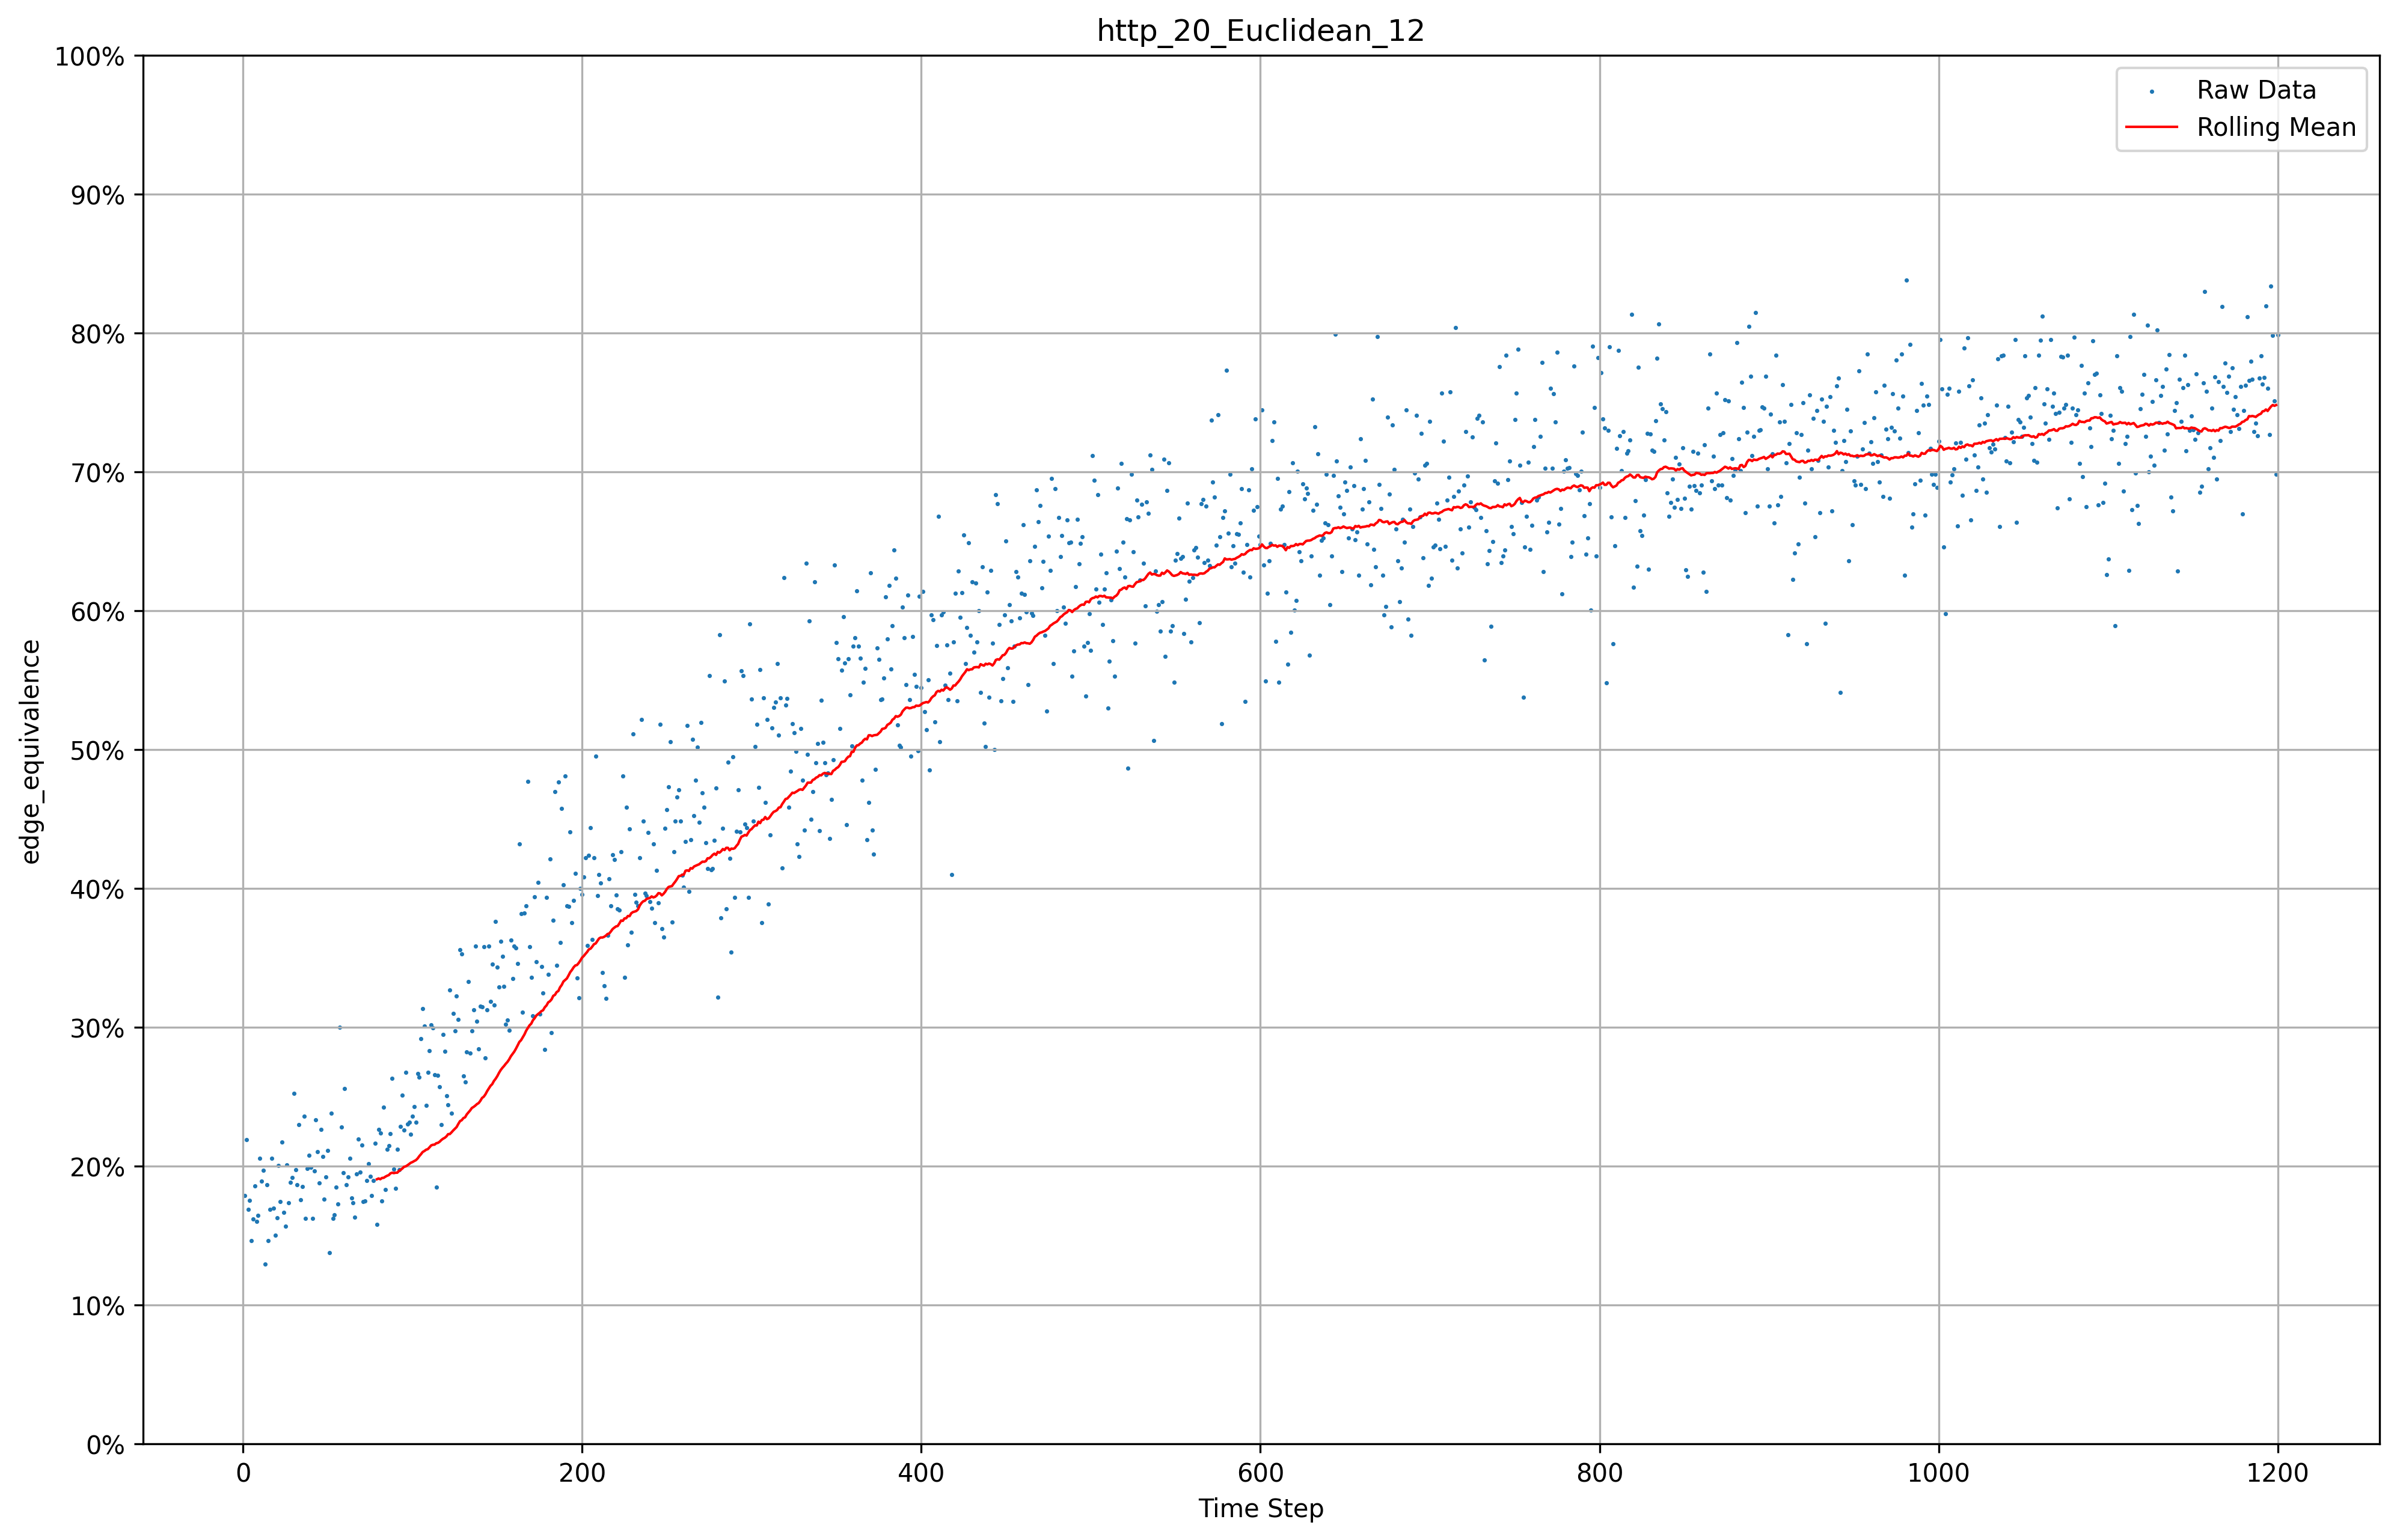 http_20_Euclidean_12
100%
90%
80%
70%
60%
50%
40%
30%
20%
10%
0%
edge_equivalence
Raw Data
Rolling Mean
0 200 400 600 800 1000 1200
Time Step